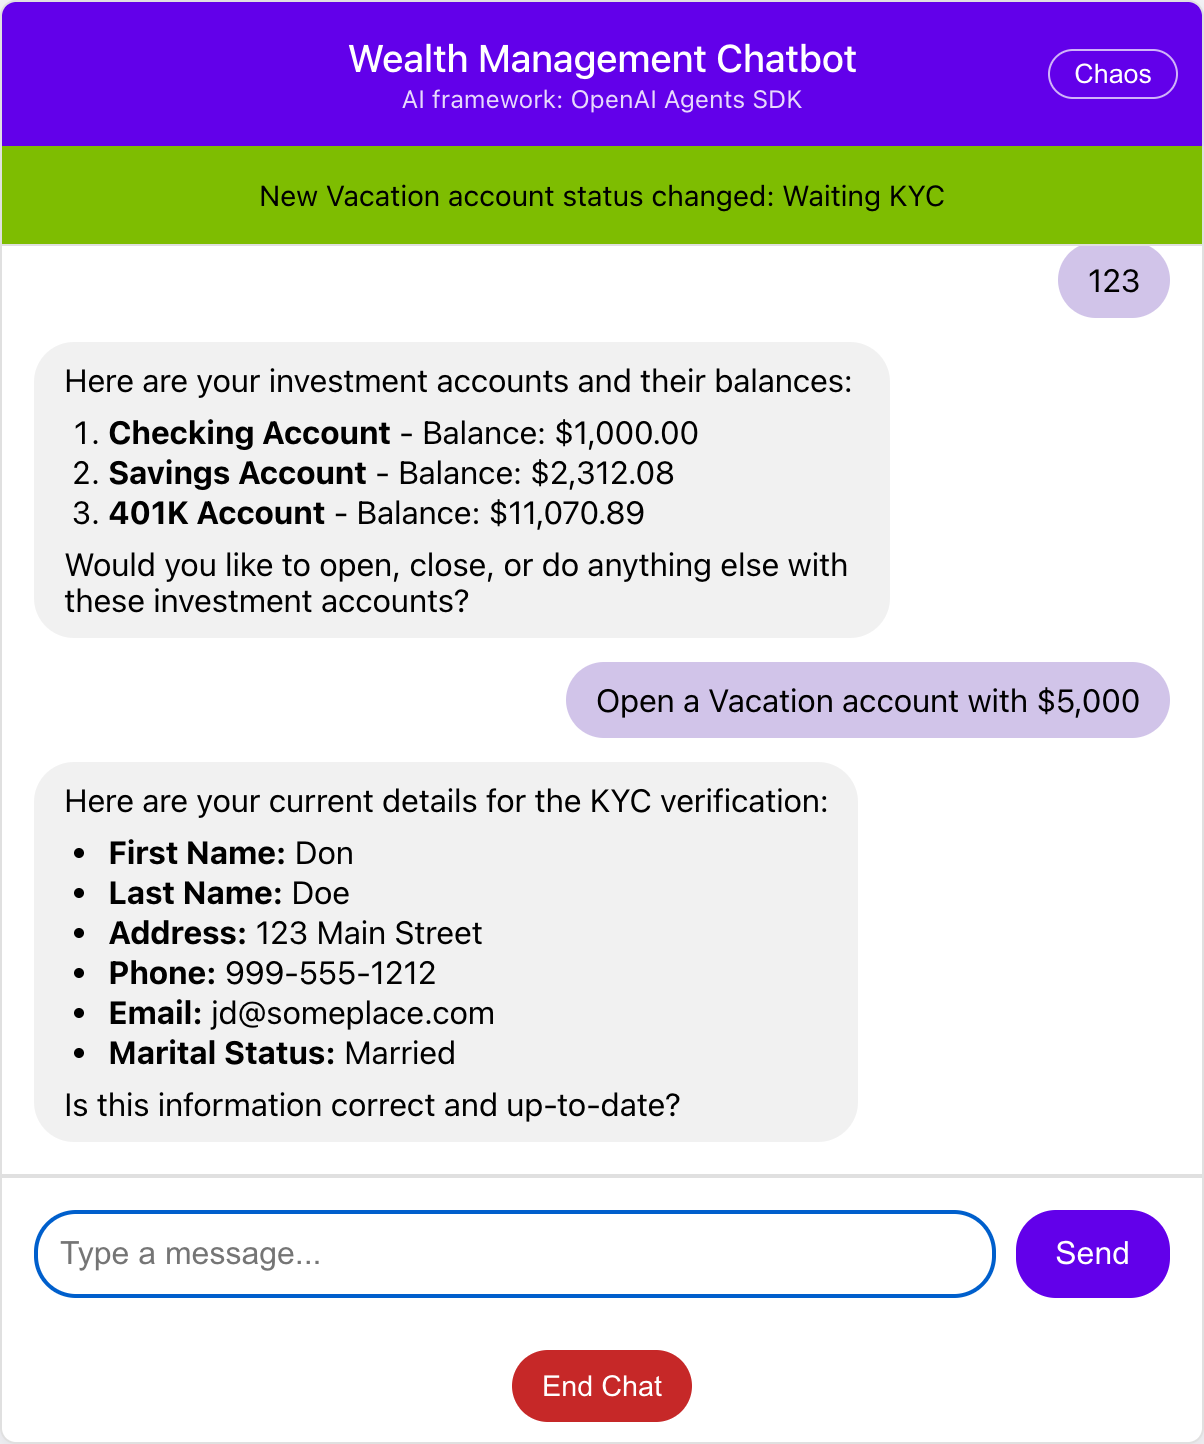 Wealth Management Chatbot
AI framework: OpenAI Agents SDK
Chaos
New Vacation account status changed: Waiting KYC
123
Here are your investment accounts and their balances:
1. Checking Account - Balance: $1,000.00
2. Savings Account - Balance: $2,312.08
3. 401K Account - Balance: $11,070.89
Would you like to open, close, or do anything else with
these investment accounts?
Open a Vacation account with $5,000
Here are your current details for the KYC verification:
• First Name: Don
• Last Name: Doe
• Address: 123 Main Street
• Phone: 999-555-1212
• Email: jd@someplace.com
• Marital Status: Married
Is this information correct and up-to-date?
Type a message...
Send
End Chat